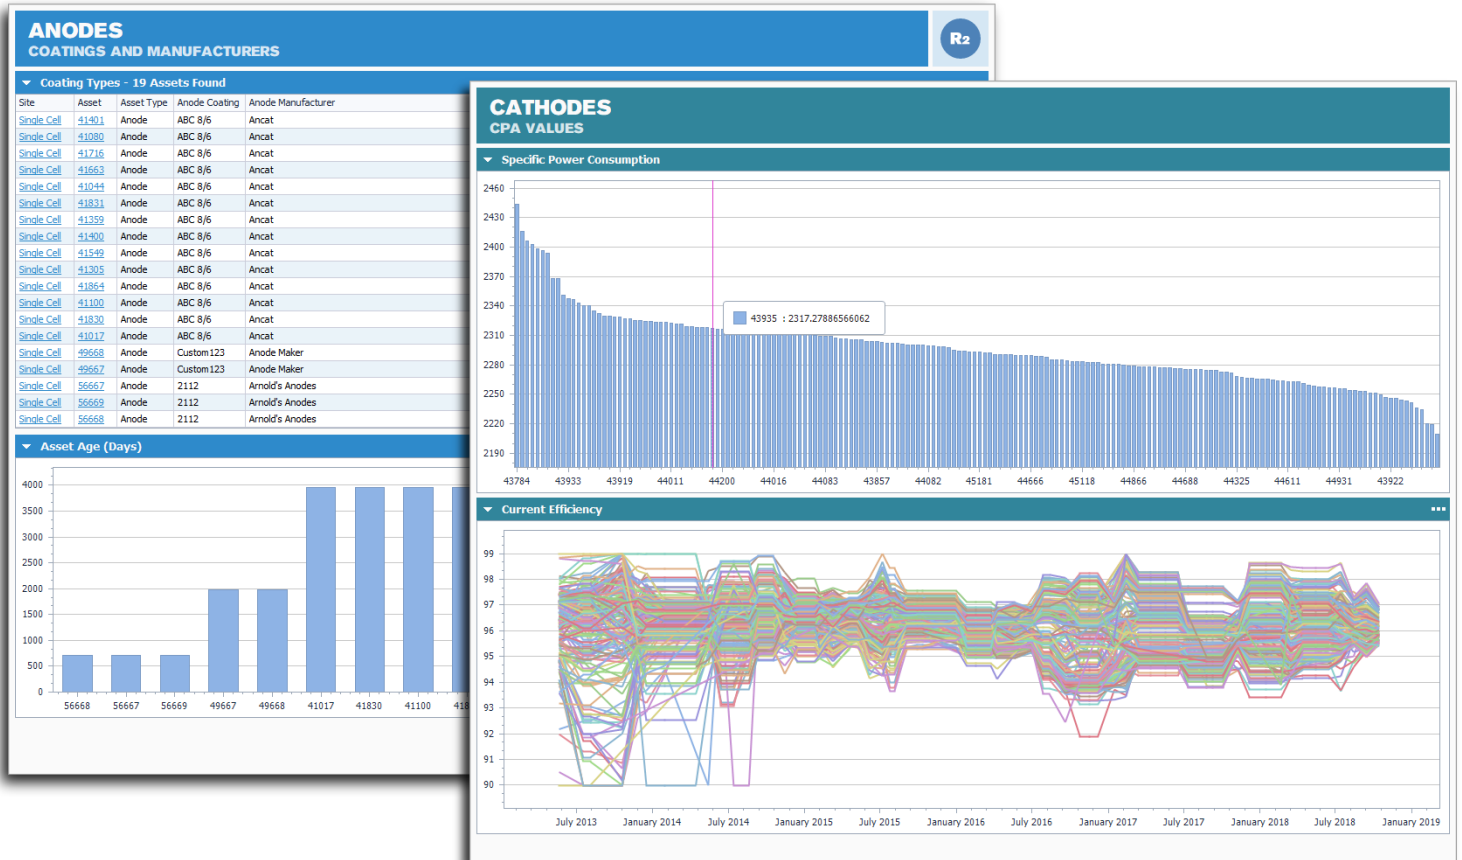 ANODES
COATINGS AND MANUFACTURERS
R2
Coating Types - 19 Assets Found
Site Asset Asset Type Anode Coating Anode Manufacturer
Single Cell 41401 Anode ABC 8/6 Ancat
Single Cell 41080 Anode ABC 8/6 Ancat
Single Cell 41716 Anode ABC 8/6 Ancat
Single Cell 41663 Anode ABC 8/6 Ancat
Single Cell 41044 Anode ABC 8/6 Ancat
Single Cell 41831 Anode ABC 8/6 Ancat
Single Cell 41359 Anode ABC 8/6 Ancat
Single Cell 41400 Anode ABC 8/6 Ancat
Single Cell 41549 Anode ABC 8/6 Ancat
Single Cell 41305 Anode ABC 8/6 Ancat
Single Cell 41864 Anode ABC 8/6 Ancat
Single Cell 41100 Anode ABC 8/6 Ancat
Single Cell 41830 Anode ABC 8/6 Ancat
Single Cell 41017 Anode ABC 8/6 Ancat
Single Cell 49668 Anode Custom123 Anode Maker
Single Cell 49667 Anode Custom123 Anode Maker
Single Cell 56667 Anode 2112 Arnold's Anodes
Single Cell 56669 Anode 2112 Arnold's Anodes
Single Cell 56668 Anode 2112 Arnold's Anodes
Asset Age (Days)
4000
3500
3000
2500
2000
1500
1000
500
0
56668 56667 56669 49667 49668 41017 41830 41100 418
CATHODES
CPA VALUES
Specific Power Consumption
2460
2430
2400
2370
2340
2310
2280
2250
2220
2190
43935 : 2317.27886566062
43784 43933 43919 44011 44200 44016 44083 43857 44082 45181 44666 45118 44866 44688 44325 44611 44931 43922
Current Efficiency
99
98
97
96
95
94
93
92
91
90
July 2013 January 2014 July 2014 January 2015 July 2015 January 2016 July 2016 January 2017 July 2017 January 2018 July 2018 January 2019